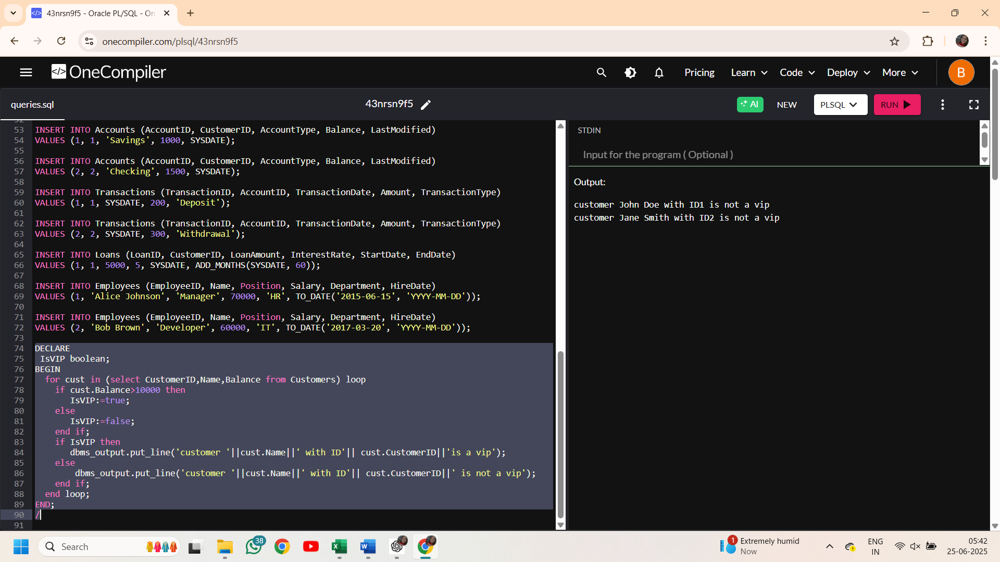 43nrsn9f5 - Oracle PL/SQL - On
onecompiler.com/plsql/43nrsn9f5
</> OneCompiler
Pricing
Learn
Code
Deploy
More
B
queries.sql
43nrsn9f5
AI
NEW
PLSQL
RUN
52
53 INSERT INTO Accounts (AccountID, CustomerID, AccountType, Balance, LastModified)
54 VALUES (1, 1, 'Savings', 1000, SYSDATE);
55
56 INSERT INTO Accounts (AccountID, CustomerID, AccountType, Balance, LastModified)
57 VALUES (2, 2, 'Checking', 1500, SYSDATE);
58
59 INSERT INTO Transactions (TransactionID, AccountID, TransactionDate, Amount, TransactionType)
60 VALUES (1, 1, SYSDATE, 200, 'Deposit');
61
62 INSERT INTO Transactions (TransactionID, AccountID, TransactionDate, Amount, TransactionType)
63 VALUES (2, 2, SYSDATE, 300, 'Withdrawal');
64
65 INSERT INTO Loans (LoanID, CustomerID, LoanAmount, InterestRate, StartDate, EndDate)
66 VALUES (1, 1, 5000, 5, SYSDATE, ADD_MONTHS(SYSDATE, 60));
67
68 INSERT INTO Employees (EmployeeID, Name, Position, Salary, Department, HireDate)
69 VALUES (1, 'Alice Johnson', 'Manager', 70000, 'HR', TO_DATE('2015-06-15', 'YYYY-MM-DD'));
70
71 INSERT INTO Employees (EmployeeID, Name, Position, Salary, Department, HireDate)
72 VALUES (2, 'Bob Brown', 'Developer', 60000, 'IT', TO_DATE('2017-03-20', 'YYYY-MM-DD'));
73
74 DECLARE
75 IsVIP boolean;
76 BEGIN
77 for cust in (select CustomerID,Name,Balance from Customers) loop
78 if cust.Balance>10000 then
79 IsVIP:=true;
80 else
81 IsVIP:=false;
82 end if;
83 if IsVIP then
84 dbms_output.put_line('customer '||cust.Name||' with ID'|| cust.CustomerID||'is a vip');
85 else
86 dbms_output.put_line('customer '||cust.Name||' with ID'|| cust.CustomerID||' is not a vip');
87 end if;
88 end loop;
89 END;
90 /
91
STDIN
Input for the program ( Optional )
Output:
customer John Doe with ID1 is not a vip
customer Jane Smith with ID2 is not a vip
Search
38
1
Extremely humid
Now
ENG
IN
05:42
25-06-2025